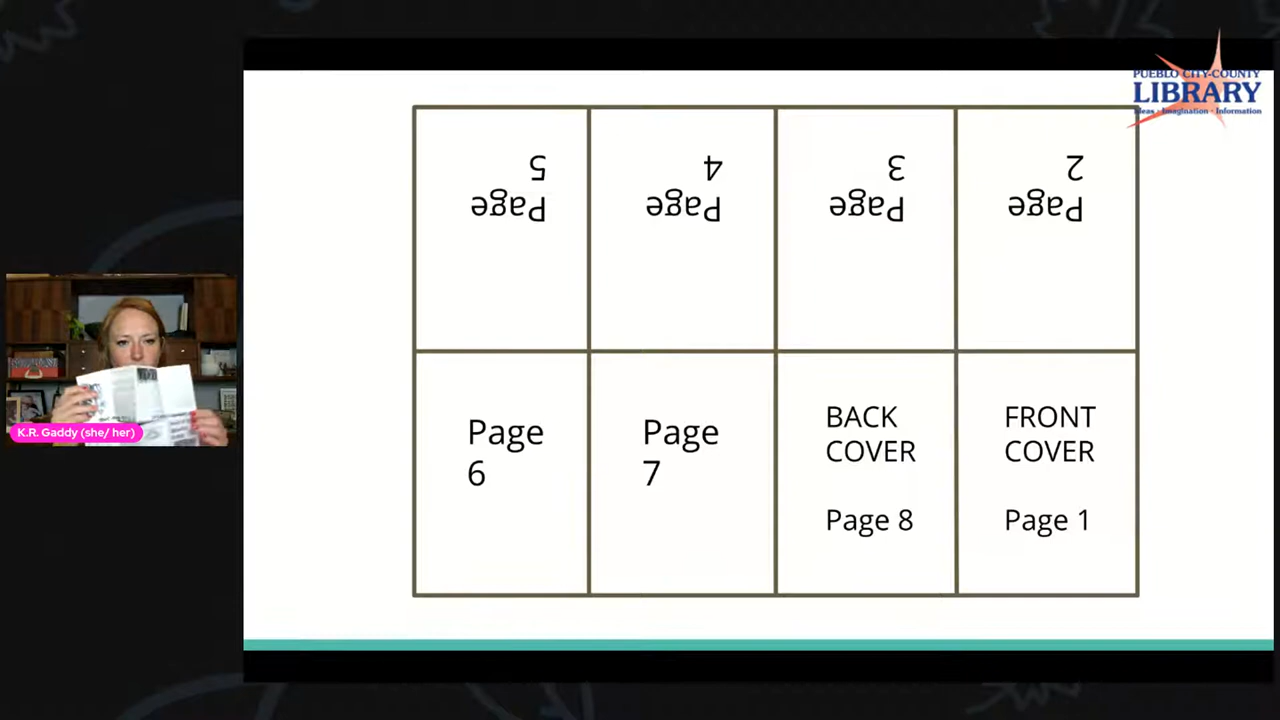 PUEBLO CITY-COUNTY
LIBRARY
Ideas · Imagination · Information
Page
5
Page
4
Page
3
Page
2
Page
6
Page
7
BACK
COVER
Page 8
FRONT
COVER
Page 1
K.R. Gaddy (she/ her)